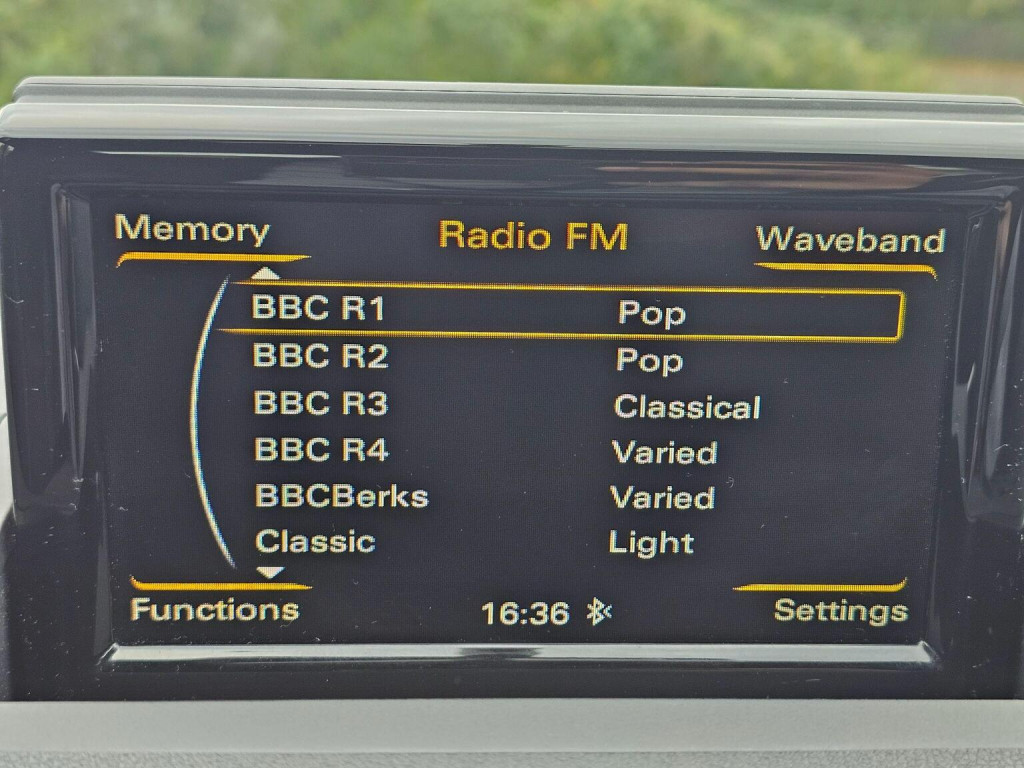 Memory Radio FM Waveband
BBC R1 Pop
BBC R2 Pop
BBC R3 Classical
BBC R4 Varied
BBCBerks Varied
Classic Light
Functions 16:36 Settings